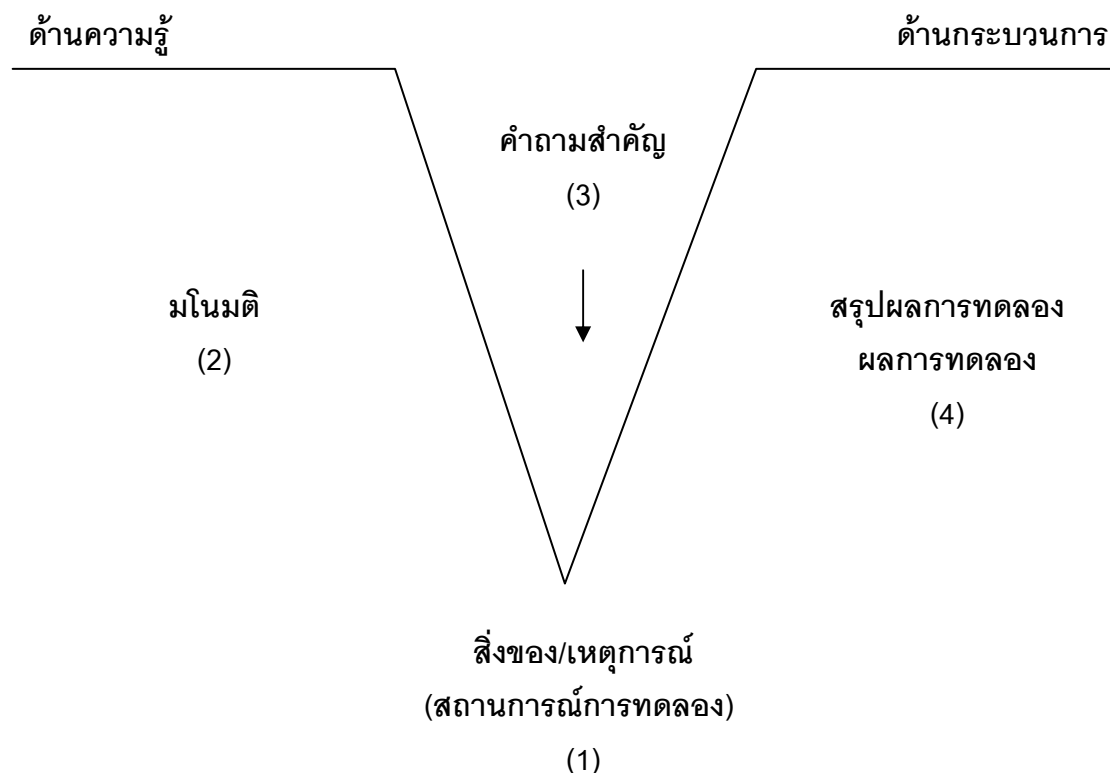 ด้านความรู้
ด้านกระบวนการ
คำถามสำคัญ
(3)
มโนมติ
(2)
สรุปผลการทดลอง
ผลการทดลอง
(4)
สิ่งของ/เหตุการณ์
(สถานการณ์การทดลอง)
(1)